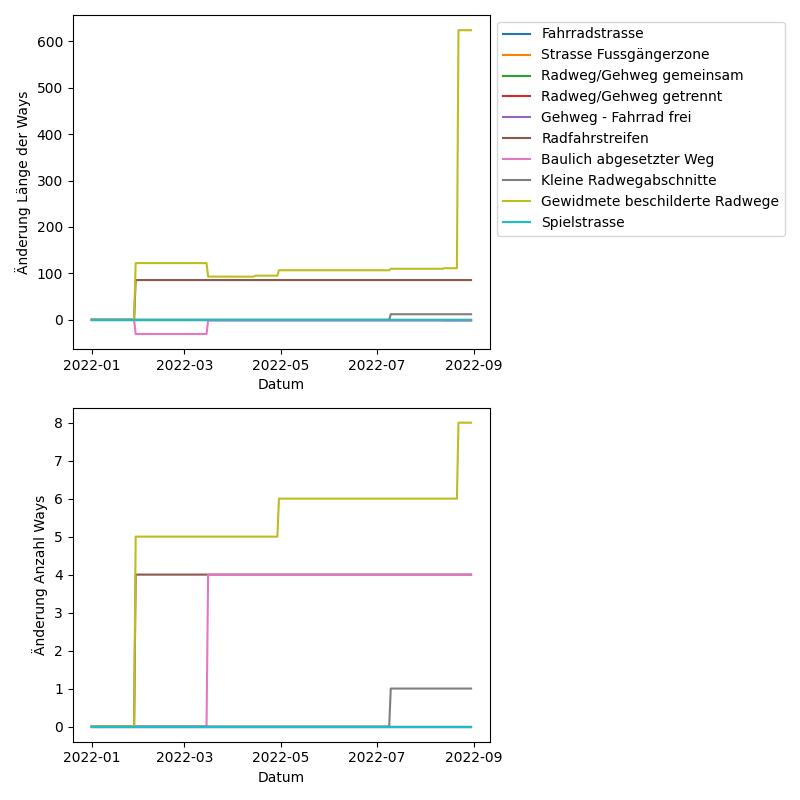 600
500
400
300
200
100
0
Änderung Länge der Ways
2022-01 2022-03 2022-05 2022-07 2022-09
Datum
Fahrradstrasse
Strasse Fussgängerzone
Radweg/Gehweg gemeinsam
Radweg/Gehweg getrennt
Gehweg - Fahrrad frei
Radfahrstreifen
Baulich abgesetzter Weg
Kleine Radwegabschnitte
Gewidmete beschilderte Radwege
Spielstrasse
8
7
6
5
4
3
2
1
0
Änderung Anzahl Ways
2022-01 2022-03 2022-05 2022-07 2022-09
Datum